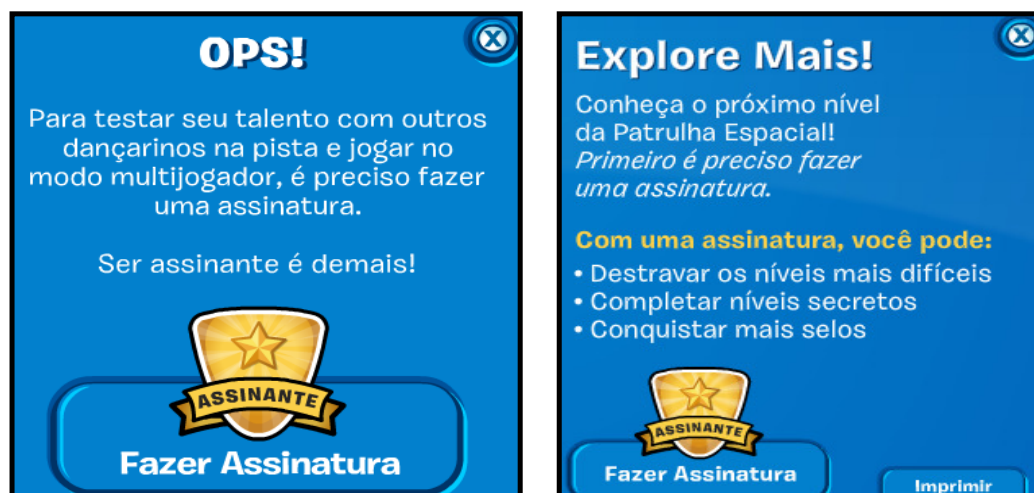 OPS!
Para testar seu talento com outros
dançarinos na pista e jogar no
modo multijogador, é preciso fazer
uma assinatura.
Ser assinante é demais!
ASSINANTE
Fazer Assinatura
Explore Mais!
Conheça o próximo nível
da Patrulha Espacial!
Primeiro é preciso fazer
uma assinatura.
Com uma assinatura, você pode:
• Destravar os níveis mais difíceis
• Completar níveis secretos
• Conquistar mais selos
ASSINANTE
Fazer Assinatura
Imprimir